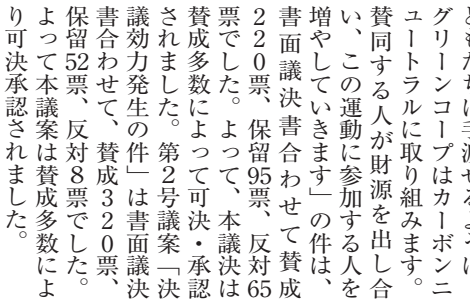 グリーンコープはカーボンニ
ュートラルに取り組みます。
賛同する人が財源を出し合
い、この運動に参加する人を
増やしていきます」の件は、
書面議決書合わせて賛成
220票、保留95票、反対65
票でした。よって、本議決は
賛成多数によって可決・承認
されました。第2号議案「決
議効力発生の件」は書面議決
書合わせて、賛成320票、
保留52票、反対8票でした。
よって本議案は賛成多数によ
り可決承認されました。